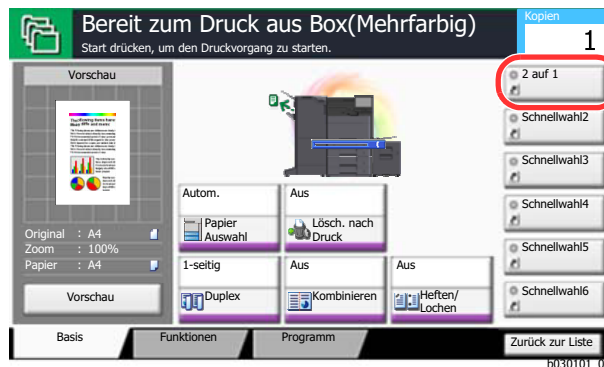 Bereit zum Druck aus Box(Mehrfarbig)
Start drücken, um den Druckvorgang zu starten.
Kopien
1
Vorschau
Original : A4
Zoom : 100%
Papier : A4
Vorschau
Autom.
Papier
Auswahl
Aus
Lösch. nach
Druck
1-seitig
Duplex
Aus
Kombinieren
Aus
Heften/
Lochen
2 auf 1
Schnellwahl2
Schnellwahl3
Schnellwahl4
Schnellwahl5
Schnellwahl6
Basis
Funktionen
Programm
Zurück zur Liste